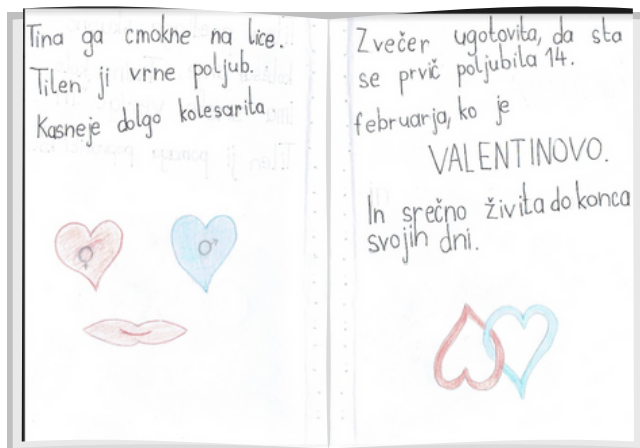 Tina ga cmokne na lice.
Tilen ji vrne poljub.
Kasneje dolgo kolesarita
Zvečer ugotovita, da sta
se prvič poljubila 14.
februarja, ko je
VALENTINOVO.
In srečno živita do konca
svojih dni.